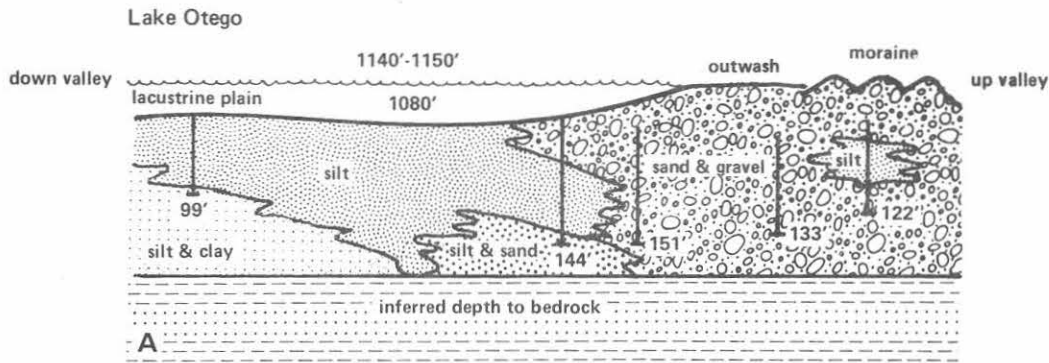 Lake Otego
1140'-1150'
moraine
outwash
down valley
up valley
lacustrine plain
1080'
silt
sand & gravel
silt
99'
122'
133'
151'
silt & clay
silt & sand
144'
inferred depth to bedrock
A